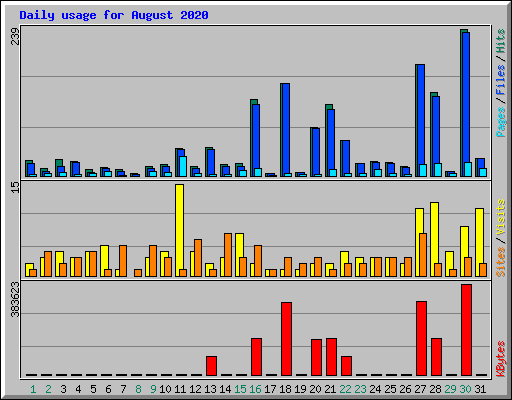 Daily usage for August 2020
239
Pages / Files / Hits
15
Sites / Visits
383623
KBytes
1 2 3 4 5 6 7 8 9 10 11 12 13 14 15 16 17 18 19 20 21 22 23 24 25 26 27 28 29 30 31